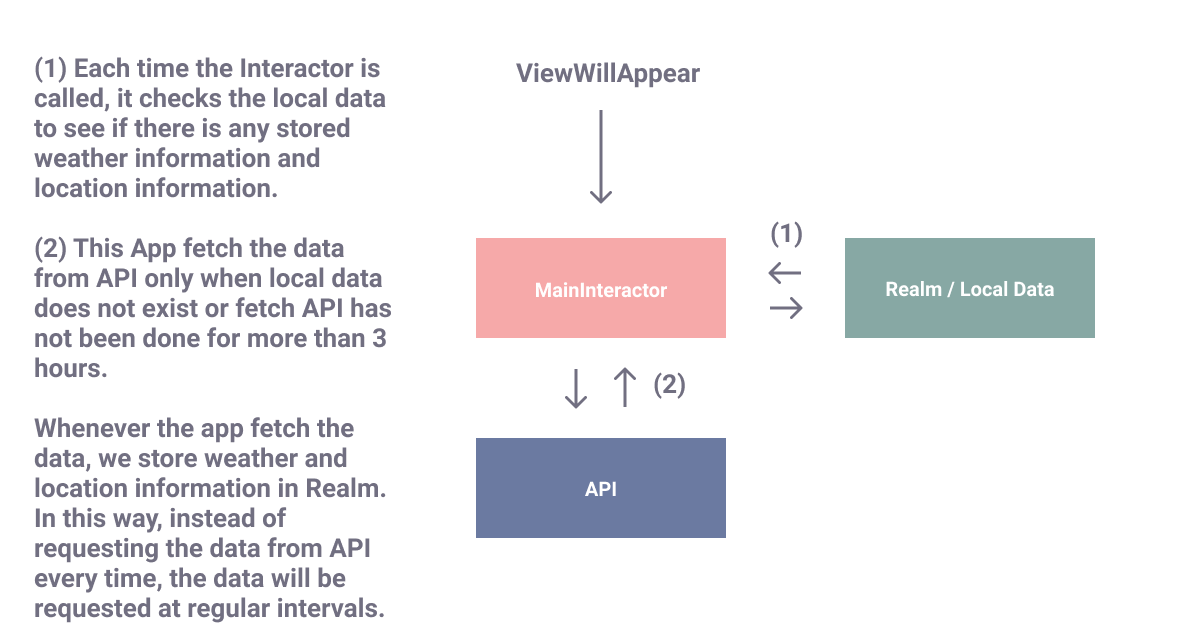 (1) Each time the Interactor is
called, it checks the local data
to see if there is any stored
weather information and
location information.
(2) This App fetch the data
from API only when local data
does not exist or fetch API has
not been done for more than 3
hours.
Whenever the app fetch the
data, we store weather and
location information in Realm.
In this way, instead of
requesting the data from API
every time, the data will be
requested at regular intervals.
ViewWillAppear
MainInteractor
(1)
Realm / Local Data
(2)
API